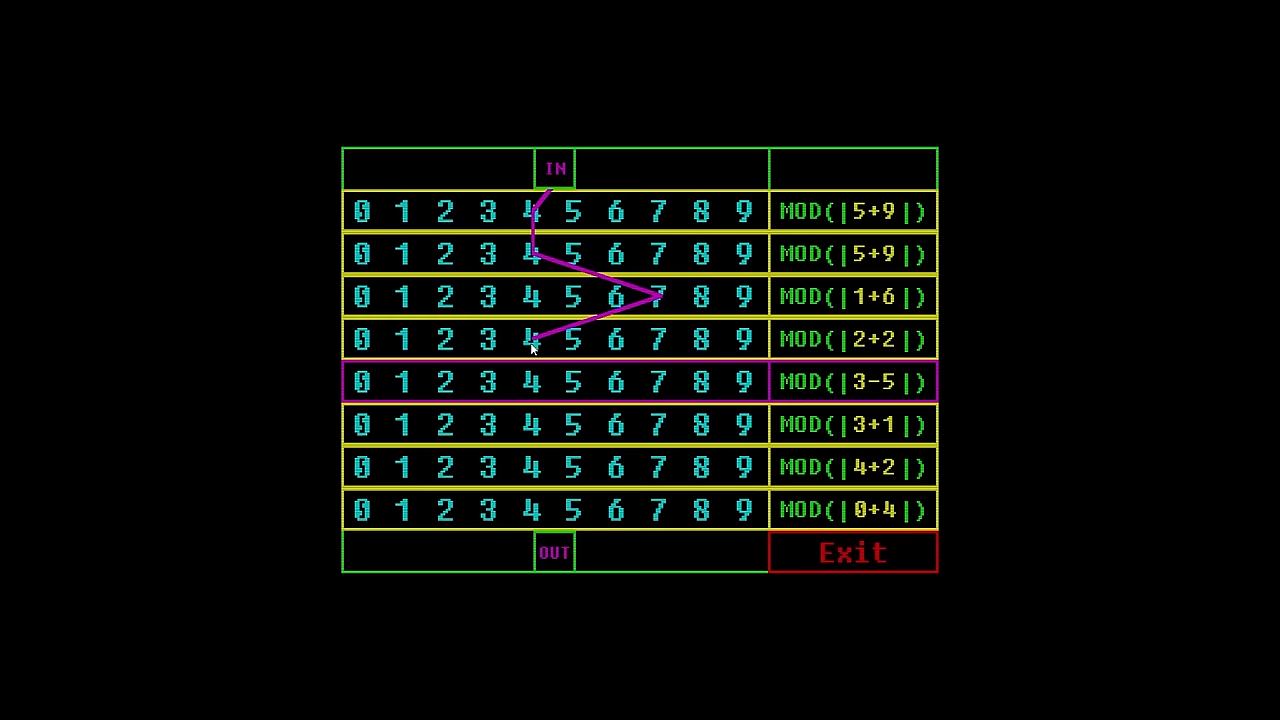 IN
0 1 2 3 4 5 6 7 8 9 MOD(|5+9|)
0 1 2 3 4 5 6 7 8 9 MOD(|5+9|)
0 1 2 3 4 5 6 7 8 9 MOD(|1+6|)
0 1 2 3 4 5 6 7 8 9 MOD(|2+2|)
0 1 2 3 4 5 6 7 8 9 MOD(|3-5|)
0 1 2 3 4 5 6 7 8 9 MOD(|3+1|)
0 1 2 3 4 5 6 7 8 9 MOD(|4+2|)
0 1 2 3 4 5 6 7 8 9 MOD(|0+4|)
OUT Exit